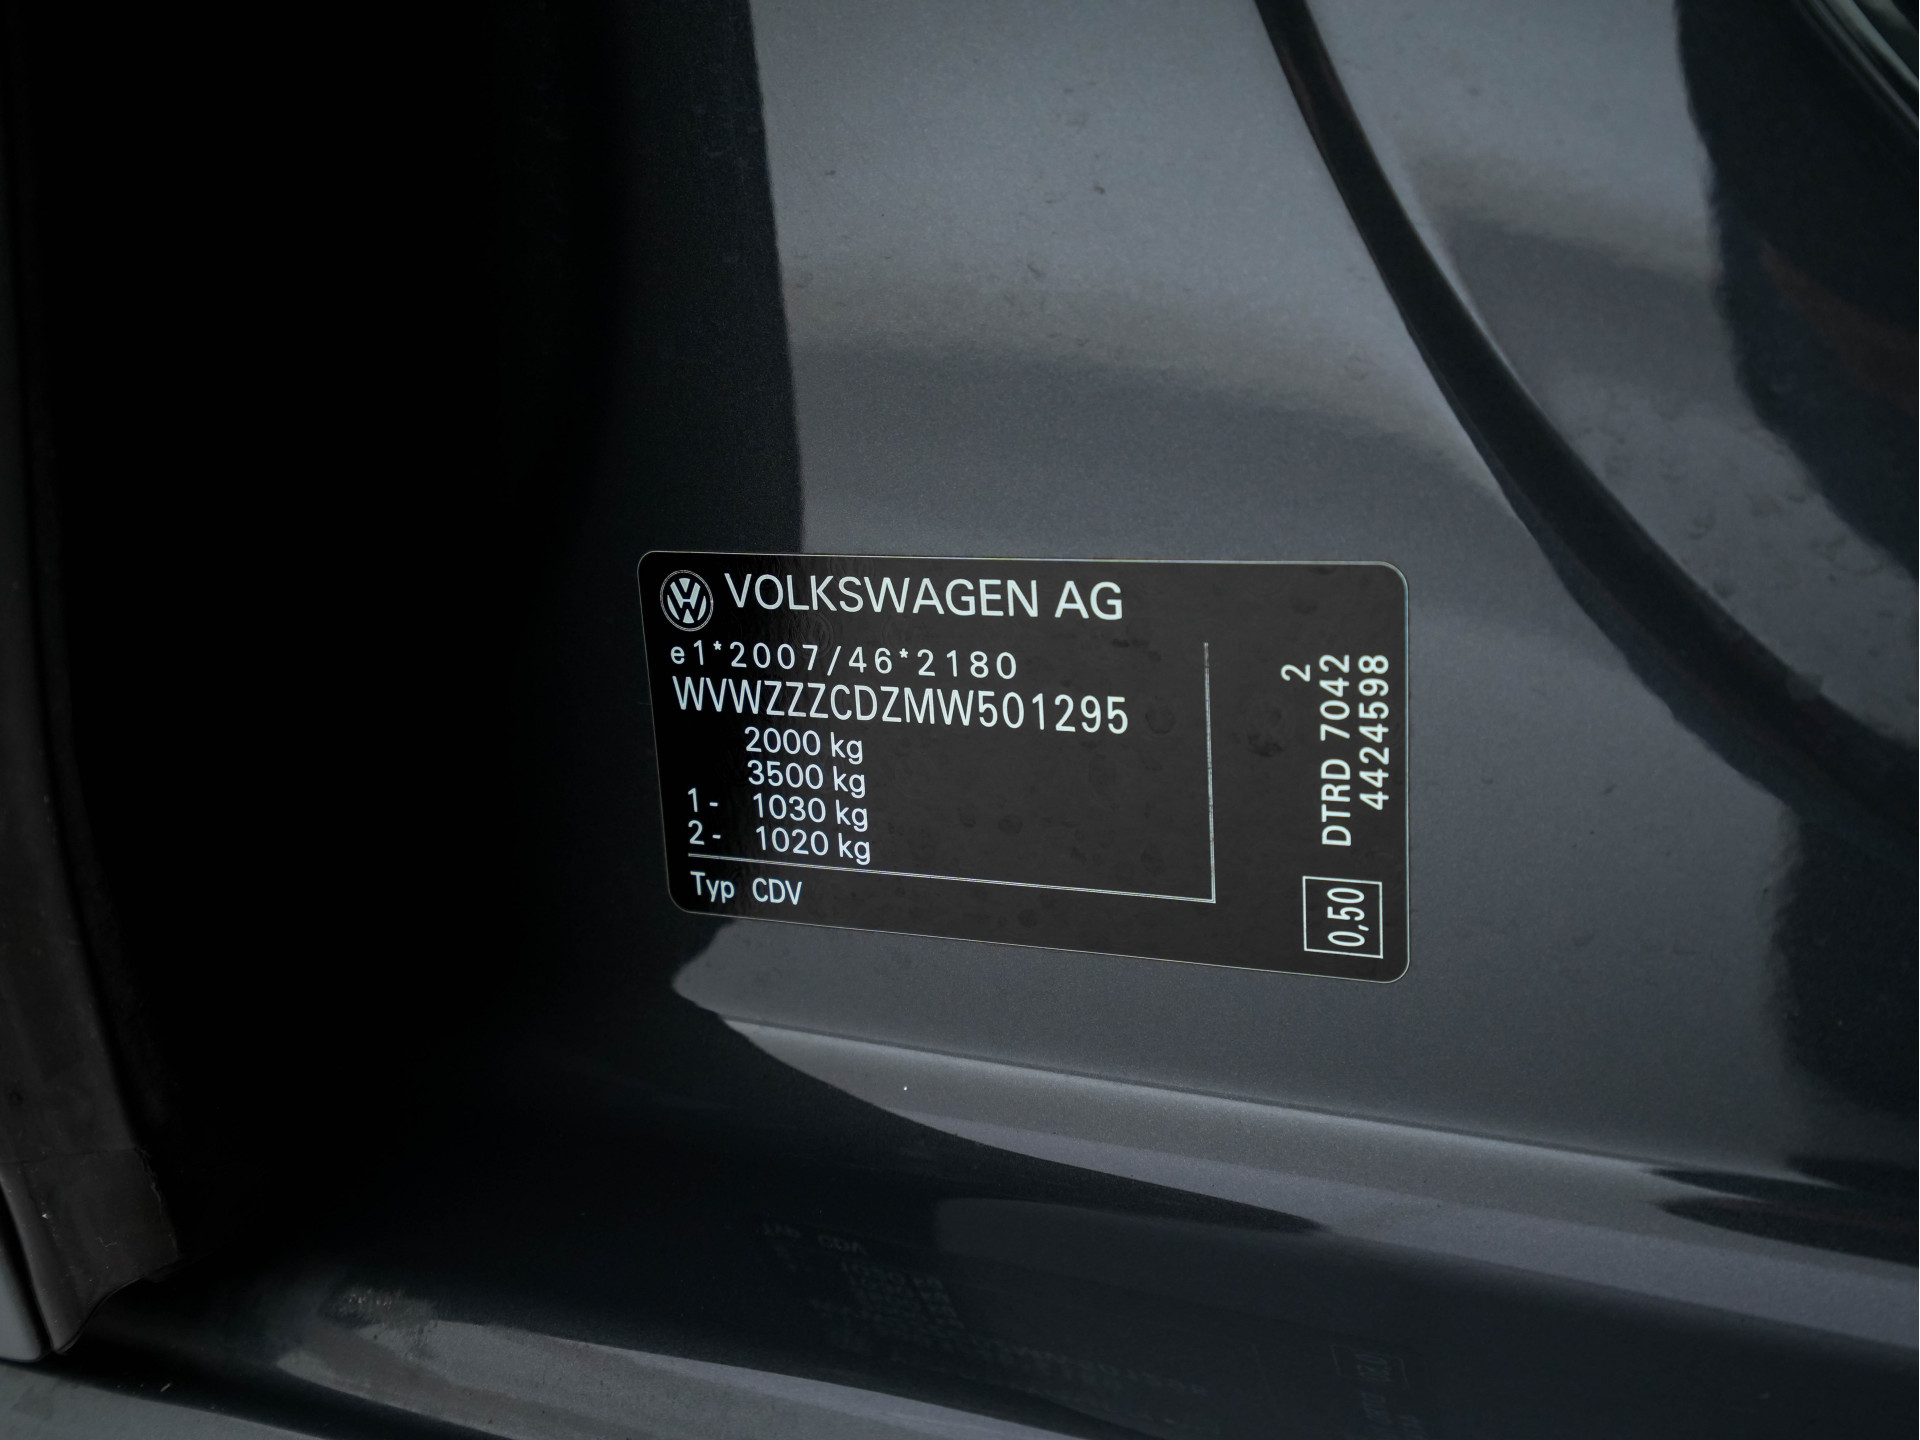 VOLKSWAGEN AG
e1*2007/46*2180
WVWZZZCDZMW501295
2000 kg
3500 kg
1- 1030 kg
2- 1020 kg
Typ CDV
2
DTRD 7042
4424598
0,50